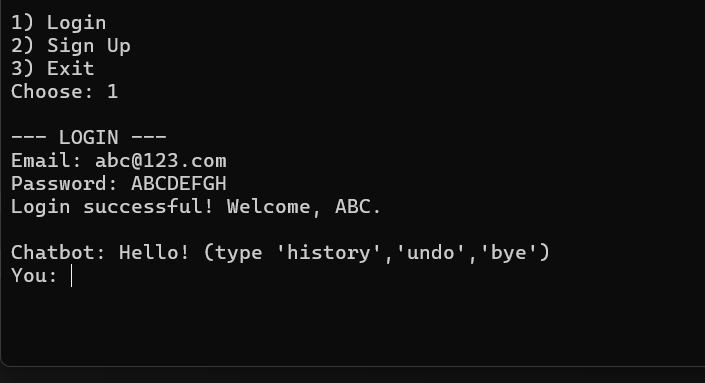 1) Login
2) Sign Up
3) Exit
Choose: 1
--- LOGIN ---
Email: abc@123.com
Password: ABCDEFGH
Login successful! Welcome, ABC.
Chatbot: Hello! (type 'history','undo','bye')
You: